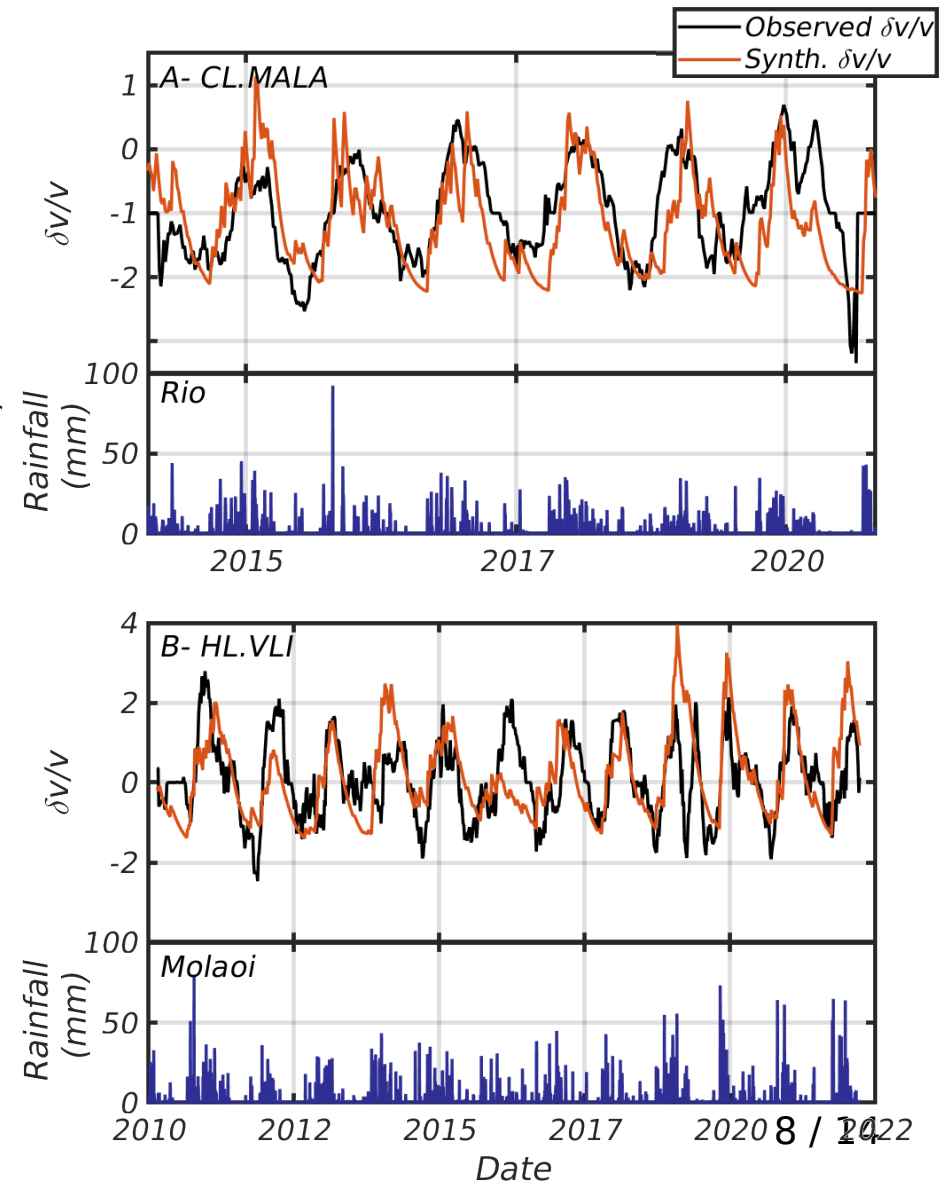 Observed δv/v
Synth. δv/v
A- CL.MALA
1
0
-1
-2
δv/v
100
50
0
Rainfall
(mm)
Rio
2015
2017
2020
4
2
0
-2
δv/v
B- HL.VLI
100
50
0
Rainfall
(mm)
Molaoi
2010
2012
2015
2017
2020
2022
8 / 14
Date